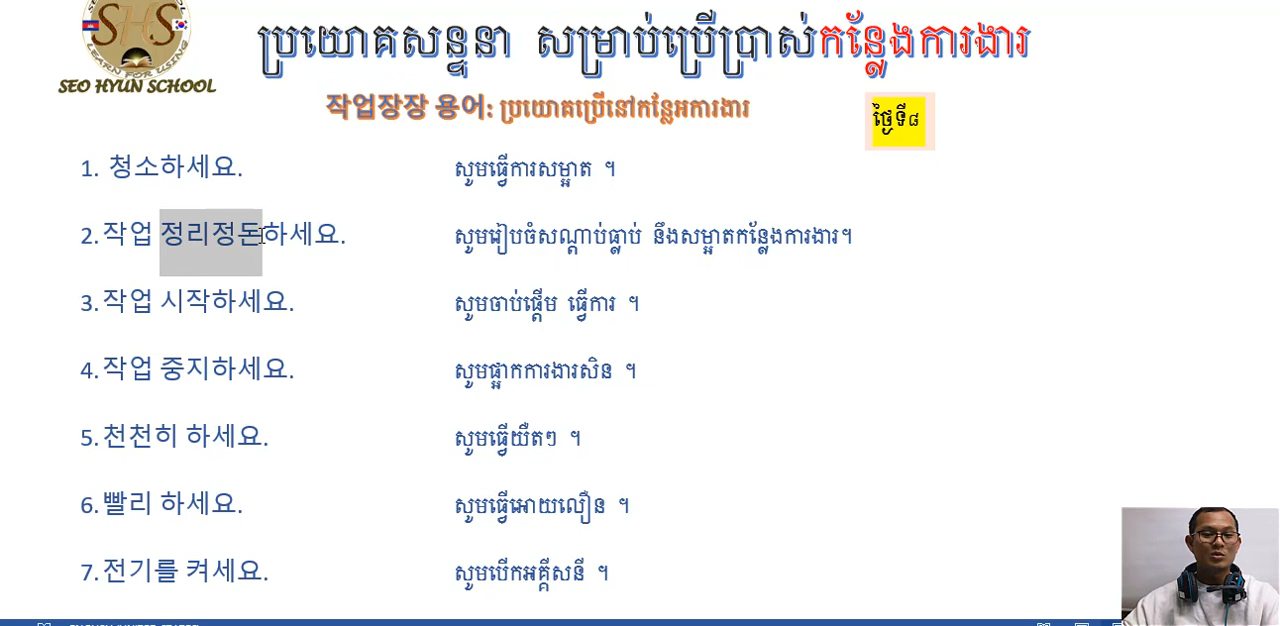 SHS
LEARN FOR LIVING
SEO HYUN SCHOOL
ប្រយោគសន្ទនា សម្រាប់ប្រើប្រាស់កន្លែងការងារ
작업장장 용어: ប្រយោគប្រើនៅកន្លែអការងារ
ថ្ងៃទី៨
1. 청소하세요. សូមធ្វើការសម្អាត ។
2. 작업 정리정돈하세요. សូមរៀបចំសណ្ដាប់ធ្លាប់ នឹងសម្អាតកន្លែងការងារ។
3. 작업 시작하세요. សូមចាប់ផ្ដើម ធ្វើការ ។
4. 작업 중지하세요. សូមផ្អាកការងារសិន ។
5. 천천히 하세요. សូមធ្វើយឺតៗ ។
6. 빨리 하세요. សូមធ្វើអោយលឿន ។
7. 전기를 켜세요. សូមបើកអគ្គីសនី ។